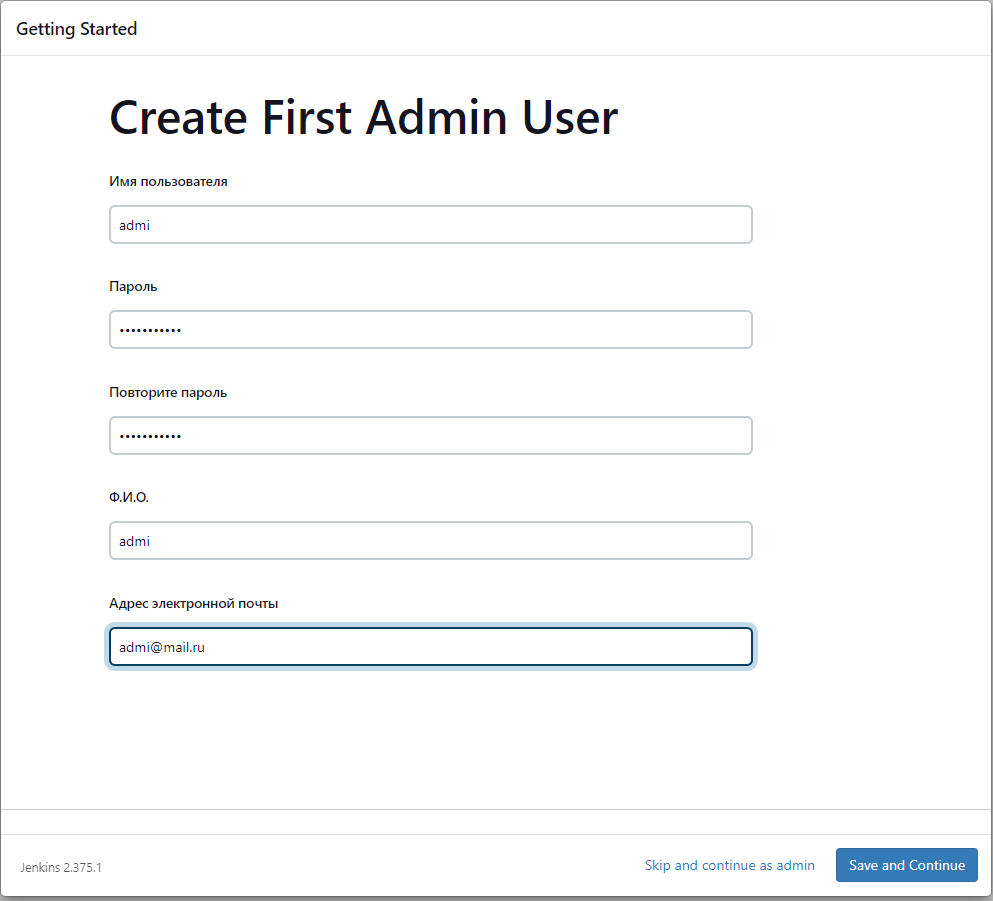 Getting Started
Create First Admin User
Имя пользователя
admi
Пароль
•••••••••••
Повторите пароль
•••••••••••
Ф.И.О.
admi
Адрес электронной почты
admi@mail.ru
Jenkins 2.375.1
Skip and continue as admin
Save and Continue